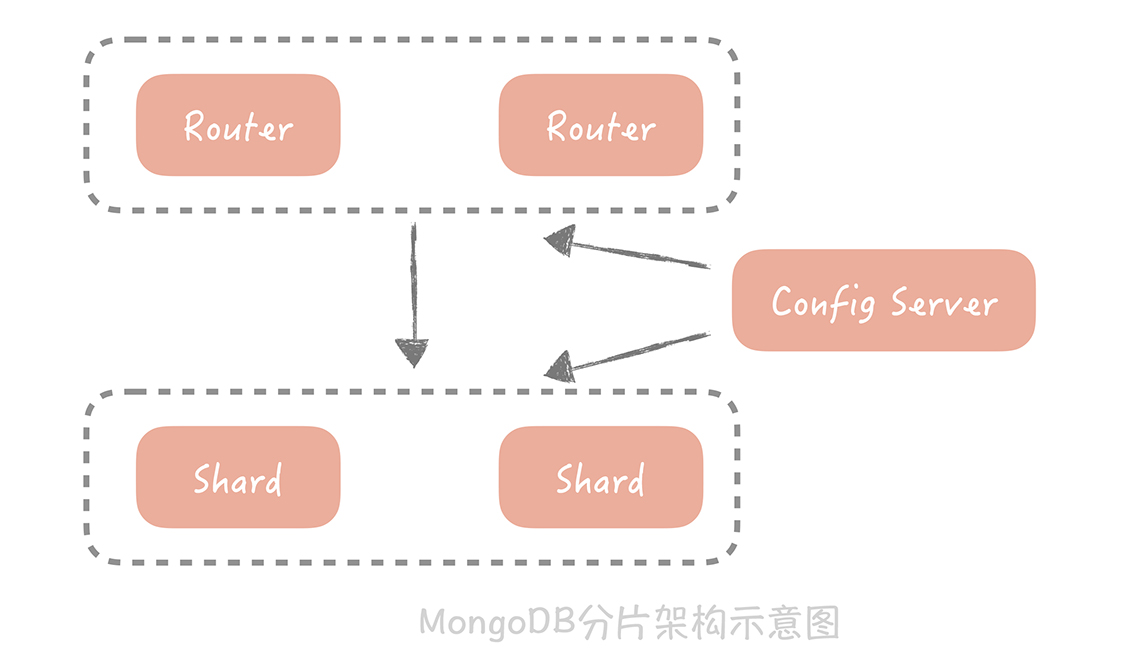 Router
Router
Config Server
Shard
Shard
MongoDB分片架构示意图